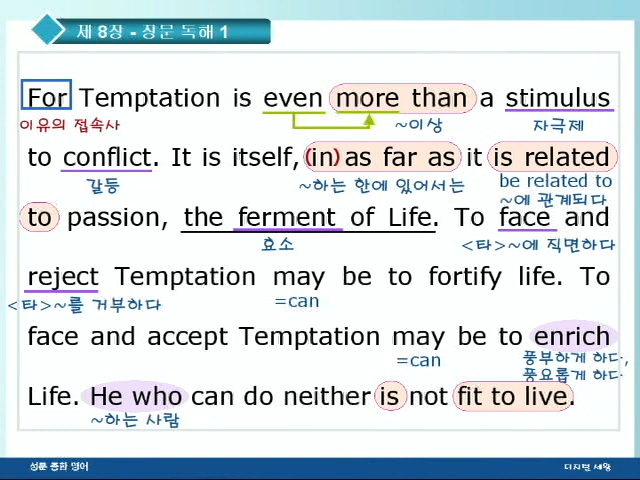 제 8장 - 장문 독해 1
For Temptation is even more than a stimulus
이유의 접속사 ~이상 자극제
to conflict. It is itself, (in) as far as it is related
갈등 ~하는 한에 있어서는 be related to
~에 관계되다
to passion, the ferment of Life. To face and
효소 <타>~에 직면하다
reject Temptation may be to fortify life. To
<타>~를 거부하다 =can
face and accept Temptation may be to enrich
=can 풍부하게 하다,
풍요롭게 하다
Life. He who can do neither is not fit to live.
~하는 사람
성문 종합 영어 디지털 세웅